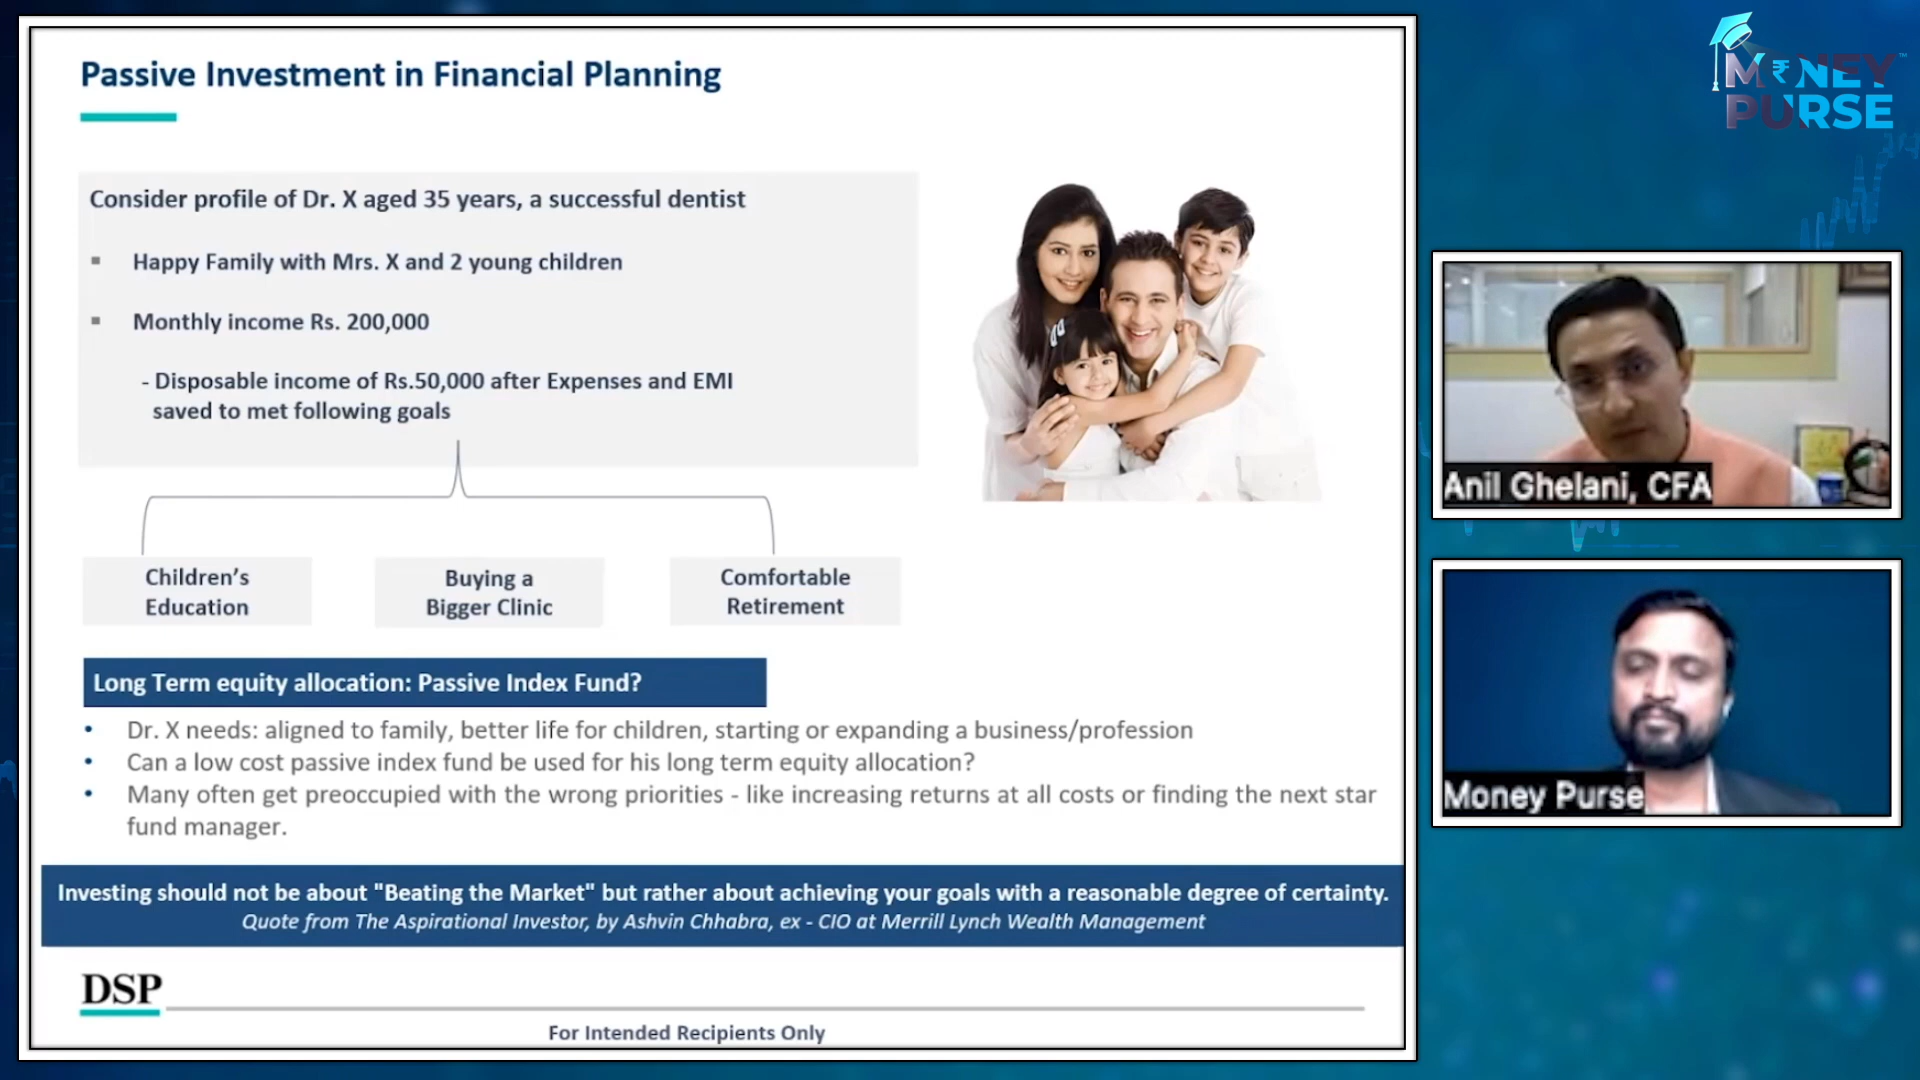 Passive Investment in Financial Planning
Consider profile of Dr. X aged 35 years, a successful dentist
▪ Happy Family with Mrs. X and 2 young children
▪ Monthly income Rs. 200,000
- Disposable income of Rs.50,000 after Expenses and EMI
saved to met following goals
Children's
Education
Buying a
Bigger Clinic
Comfortable
Retirement
Long Term equity allocation: Passive Index Fund?
• Dr. X needs: aligned to family, better life for children, starting or expanding a business/profession
• Can a low cost passive index fund be used for his long term equity allocation?
• Many often get preoccupied with the wrong priorities - like increasing returns at all costs or finding the next star
fund manager.
Investing should not be about "Beating the Market" but rather about achieving your goals with a reasonable degree of certainty.
Quote from The Aspirational Investor, by Ashvin Chhabra, ex - CIO at Merrill Lynch Wealth Management
DSP
For Intended Recipients Only
M₹NEY
PURSE
™
Anil Ghelani, CFA
Money Purse